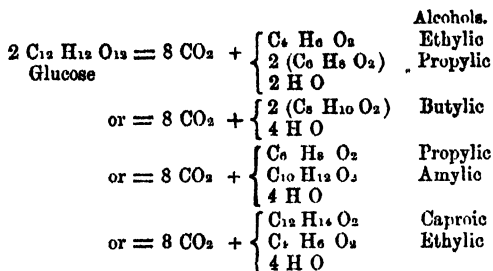 Alcohols.
2 C₁₂ H₁₂ O₁₂ = 8 CO₂ + { C₄ H₆ O₂ Ethylic
Glucose 2 (C₆ H₈ O₂) Propylic
2 H O
or = 8 CO₂ + { 2 (C₈ H₁₀ O₂) Butylic
4 H O
or = 8 CO₂ + { C₆ H₈ O₂ Propylic
C₁₀ H₁₂ O₂ Amylic
4 H O
or = 8 CO₂ + { C₁₂ H₁₄ O₂ Caproic
C₄ H₆ O₂ Ethylic
4 H O